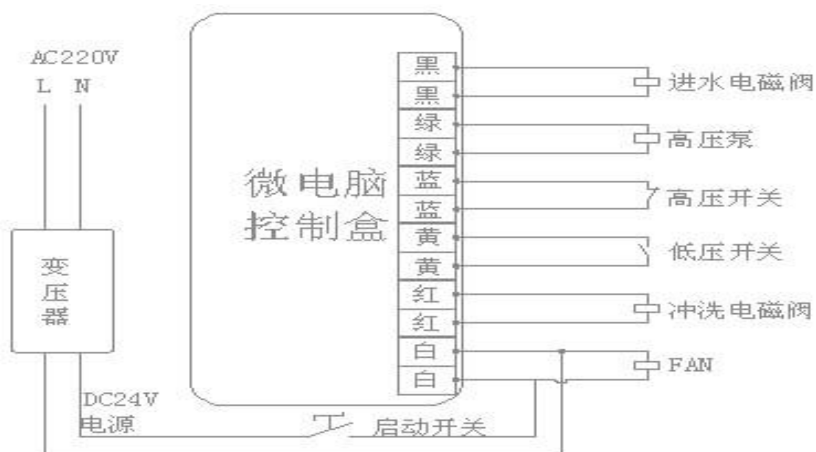 AC220V
L N
变压器
DC24V
电源
微电脑
控制盒
黑
黑
绿
绿
蓝
蓝
黄
黄
红
红
白
白
进水电磁阀
高压泵
高压开关
低压开关
冲洗电磁阀
FAN
启动开关